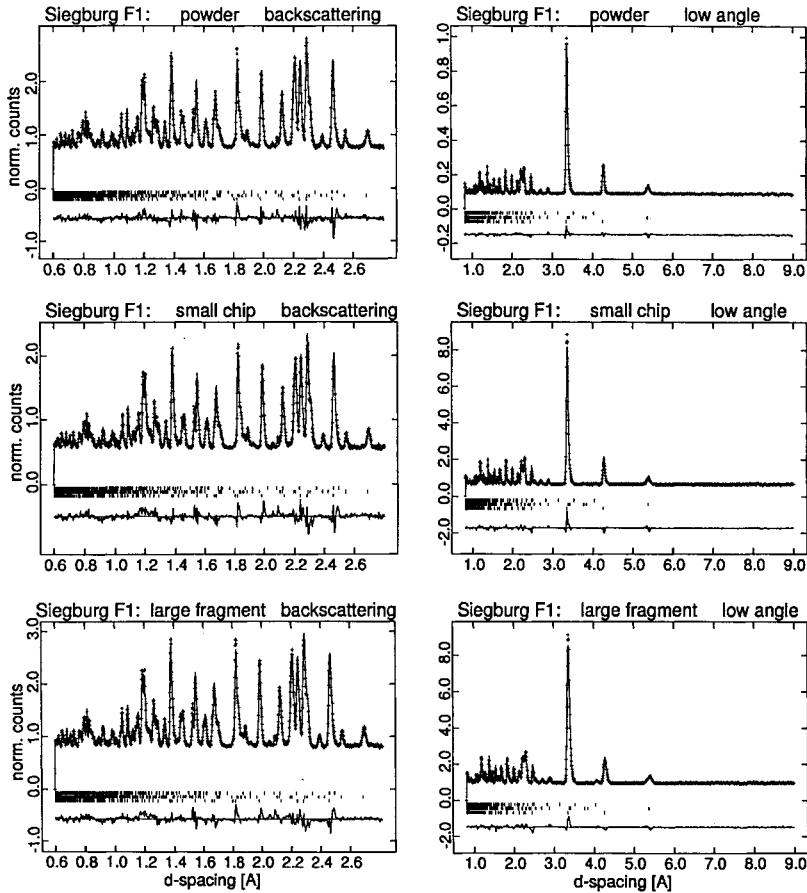 Siegburg F1: powder backscattering
norm. counts
2.0
1.0
0.0
-1.0
0.6 0.8 1.0 1.2 1.4 1.6 1.8 2.0 2.2 2.4 2.6
Siegburg F1: powder low angle
1.0
0.8
0.6
0.4
0.2
0.0
-0.2
1.0 2.0 3.0 4.0 5.0 6.0 7.0 8.0 9.0
Siegburg F1: small chip backscattering
norm. counts
2.0
1.0
0.0
0.6 0.8 1.0 1.2 1.4 1.6 1.8 2.0 2.2 2.4 2.6
Siegburg F1: small chip low angle
8.0
6.0
4.0
2.0
0.0
-2.0
1.0 2.0 3.0 4.0 5.0 6.0 7.0 8.0 9.0
Siegburg F1: large fragment backscattering
norm. counts
3.0
2.0
1.0
0.0
-1.0
0.6 0.8 1.0 1.2 1.4 1.6 1.8 2.0 2.2 2.4 2.6
d-spacing [A]
Siegburg F1: large fragment low angle
8.0
6.0
4.0
2.0
0.0
-2.0
1.0 2.0 3.0 4.0 5.0 6.0 7.0 8.0 9.0
d-spacing [A]